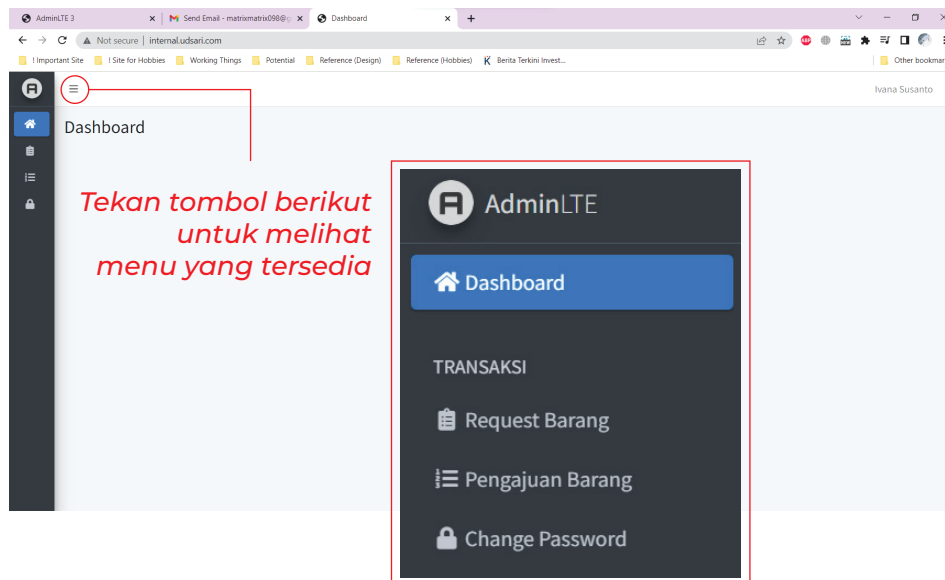 AdminLTE 3
Send Email - matrixmatrix098@g
Dashboard
Not secure | internal.udsari.com
! Important Site
! Site for Hobbies
Working Things
Potential
Reference (Design)
Reference (Hobbies)
K Berita Terkini Invest...
Other bookmar
Ivana Susanto
Dashboard
Tekan tombol berikut
untuk melihat
menu yang tersedia
AdminLTE
Dashboard
TRANSAKSI
Request Barang
Pengajuan Barang
Change Password